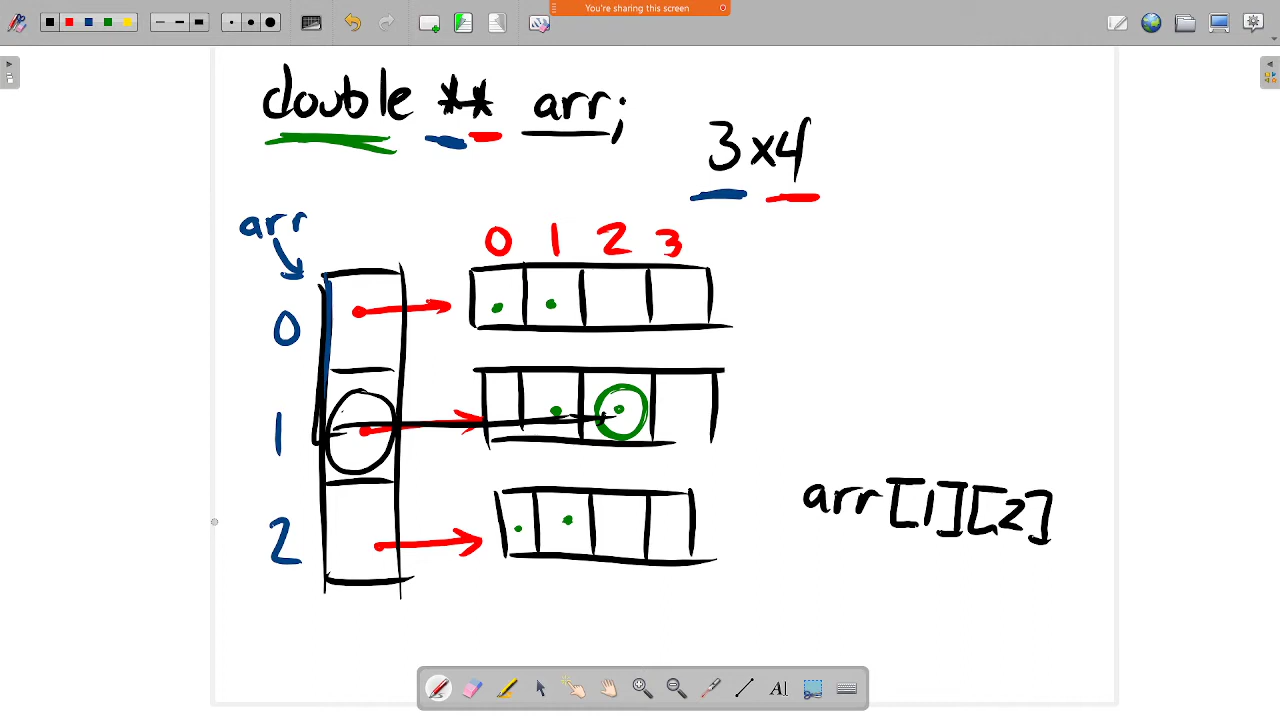 You're sharing this screen
double ** arr;
3x4
arr
0 1 2 3
0
1
2
arr[1][2]
AI